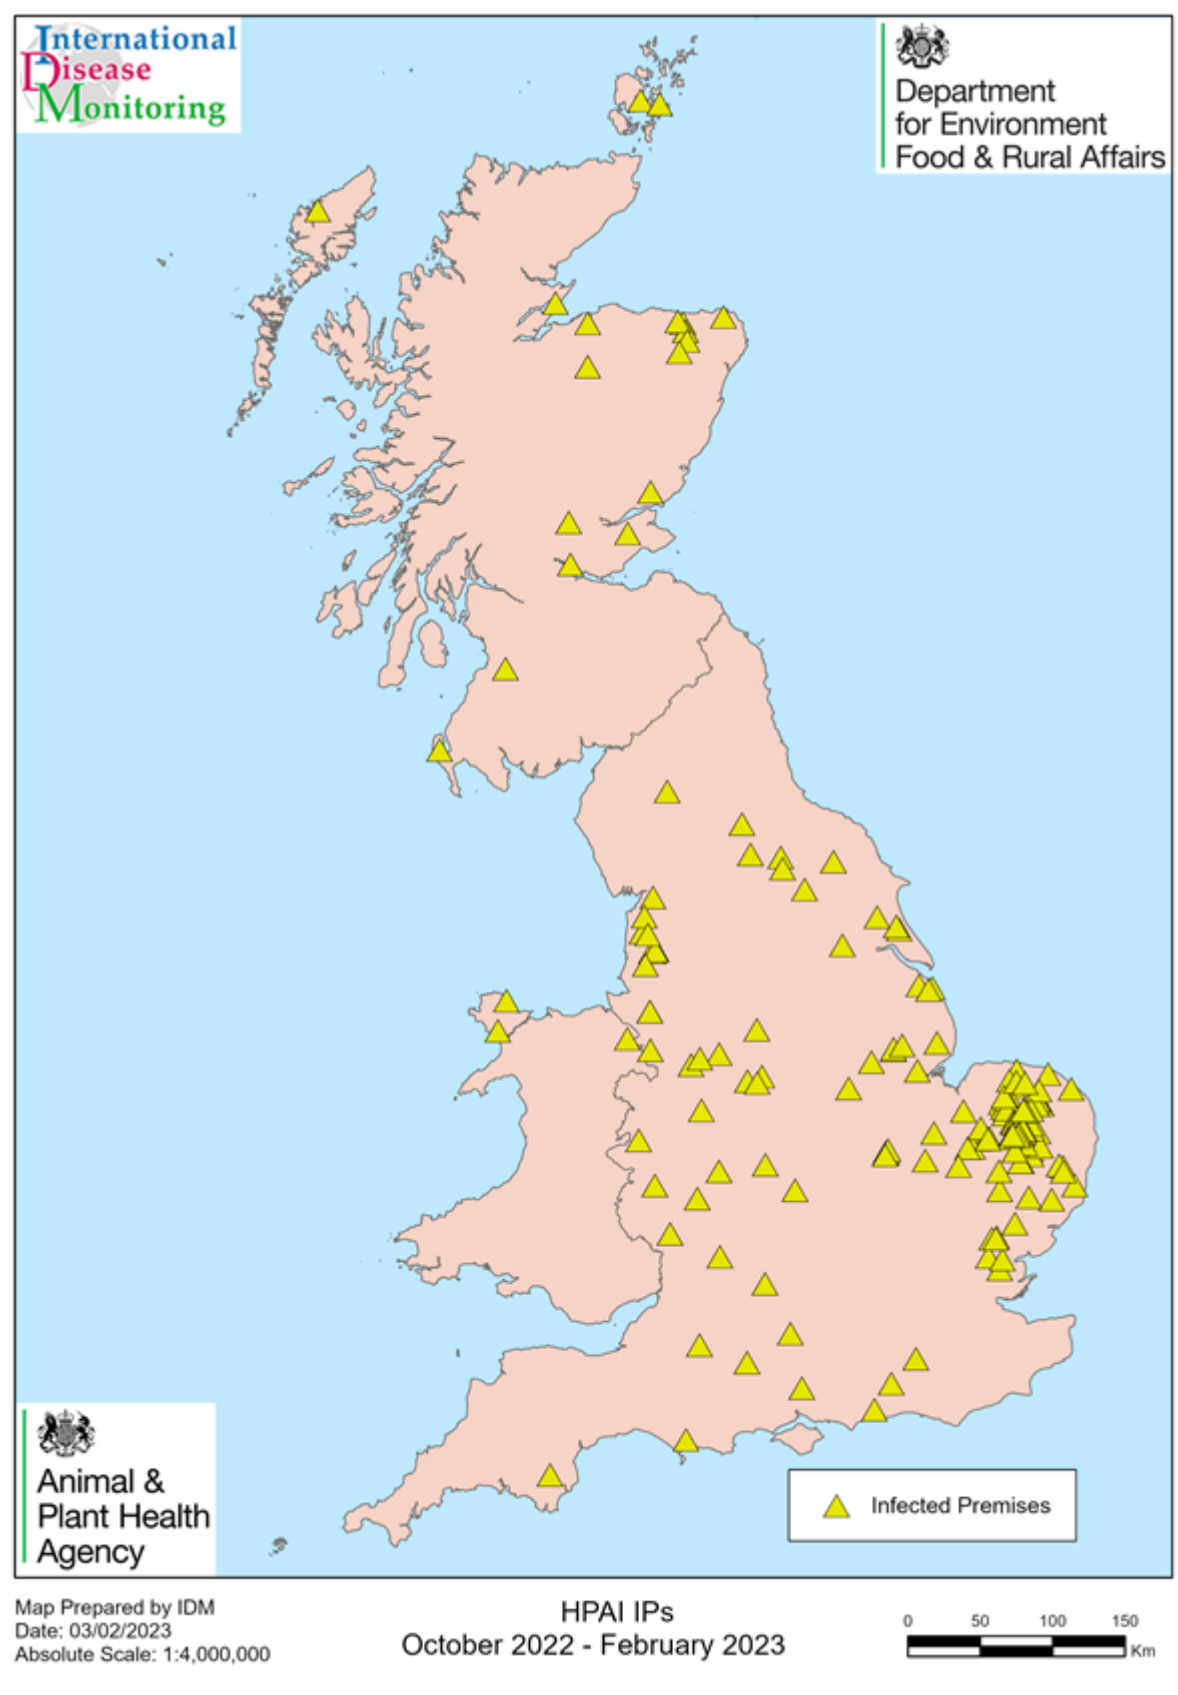 International
Disease
Monitoring
Department
for Environment
Food & Rural Affairs
Animal &
Plant Health
Agency
Infected Premises
Map Prepared by IDM
Date: 03/02/2023
Absolute Scale: 1:4,000,000
HPAI IPs
October 2022 - February 2023
0 50 100 150
Km